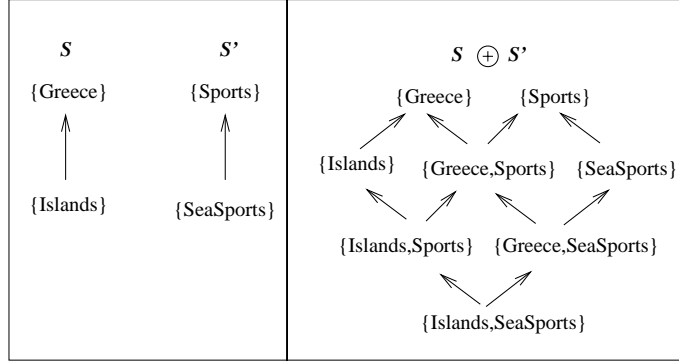 S S'
{Greece} {Sports}
{Islands} {SeaSports}
S ⊕ S'
{Greece} {Sports}
{Islands} {Greece,Sports} {SeaSports}
{Islands,Sports} {Greece,SeaSports}
{Islands,SeaSports}